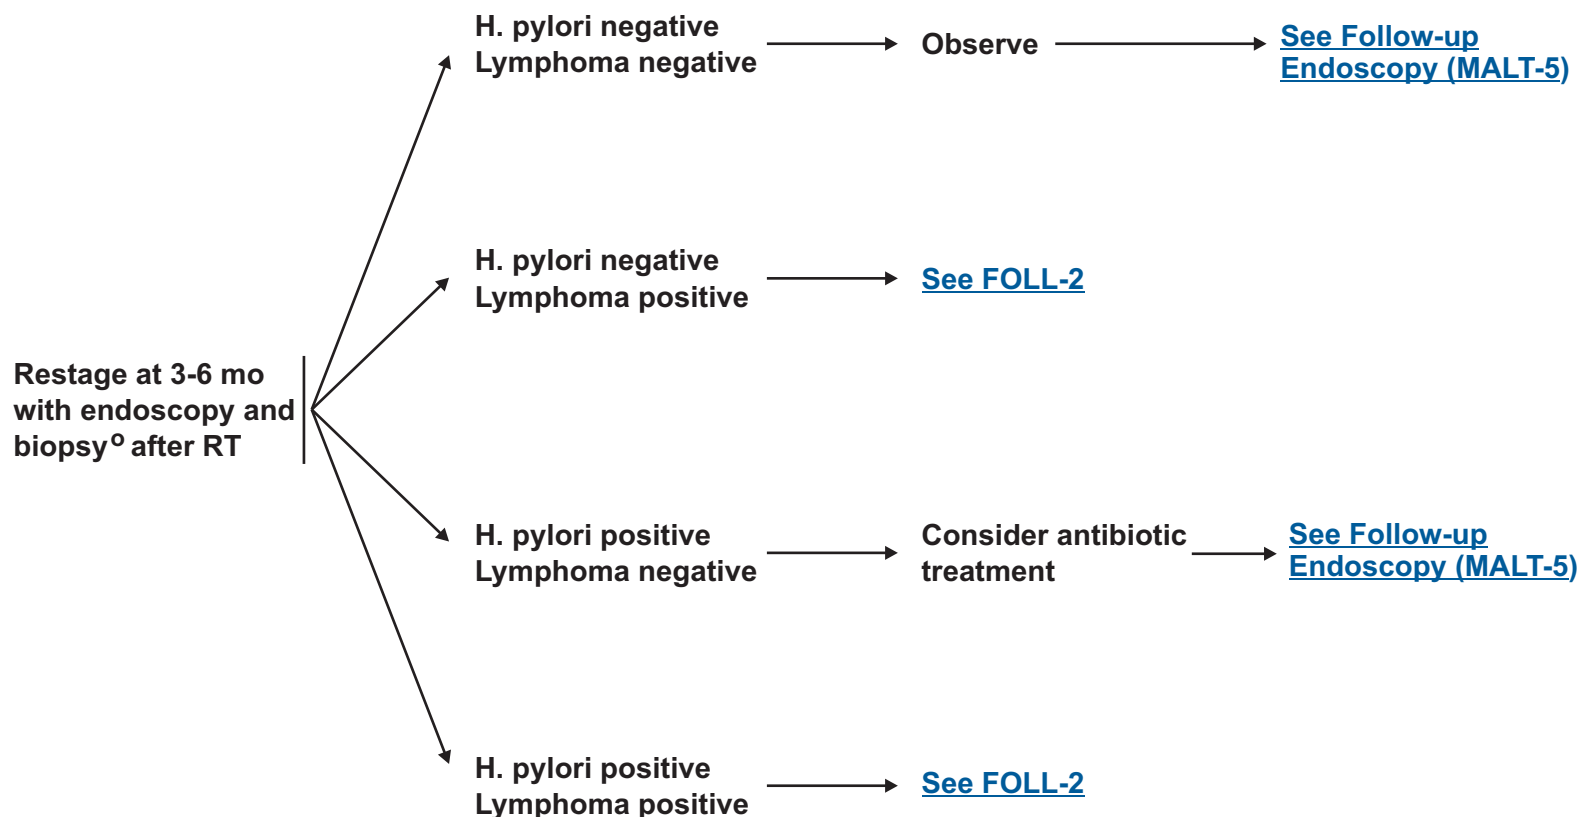 H. pylori negative
Lymphoma negative
Observe
See Follow-up
Endoscopy (MALT-5)
H. pylori negative
Lymphoma positive
See FOLL-2
Restage at 3-6 mo
with endoscopy and
biopsyᵒ after RT
H. pylori positive
Lymphoma negative
Consider antibiotic
treatment
See Follow-up
Endoscopy (MALT-5)
H. pylori positive
Lymphoma positive
See FOLL-2